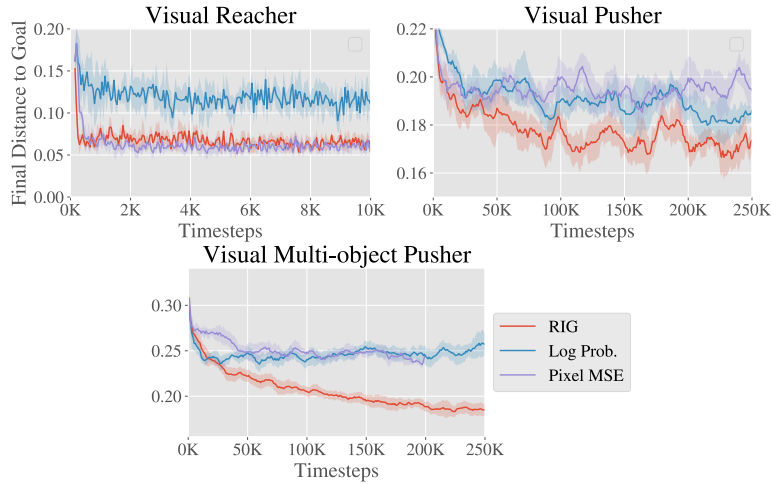 Visual Reacher
Final Distance to Goal
0.20
0.15
0.10
0.05
0.00
0K 2K 4K 6K 8K 10K
Timesteps
Visual Pusher
0.22
0.20
0.18
0.16
0K 50K 100K 150K 200K 250K
Timesteps
Visual Multi-object Pusher
0.30
0.25
0.20
0K 50K 100K 150K 200K 250K
Timesteps
RIG
Log Prob.
Pixel MSE